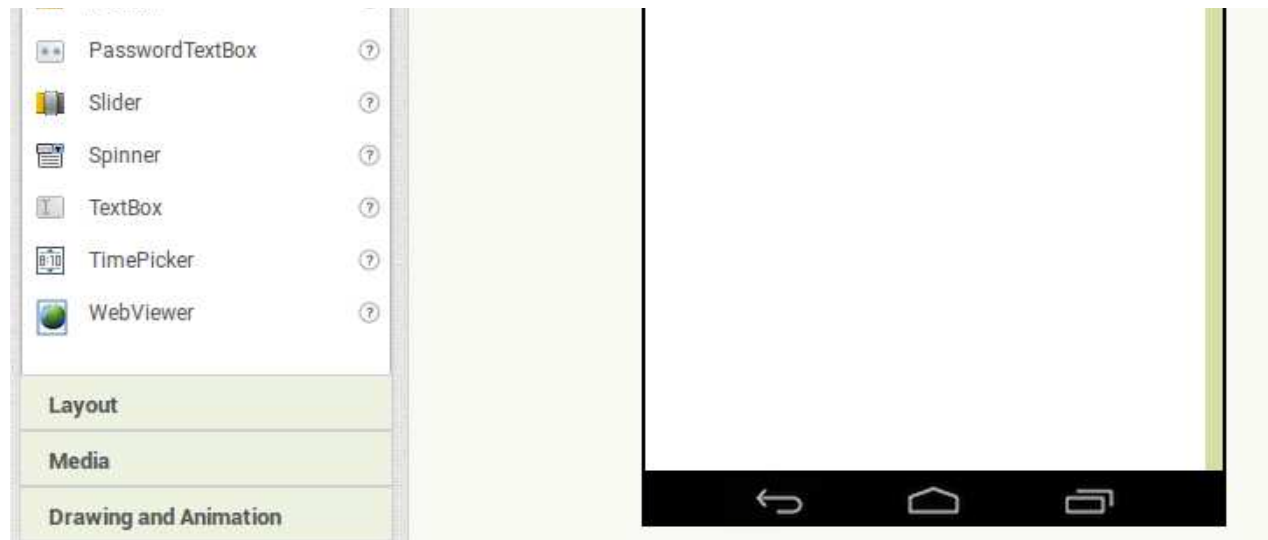 PasswordTextBox
Slider
Spinner
TextBox
TimePicker
WebViewer
Layout
Media
Drawing and Animation